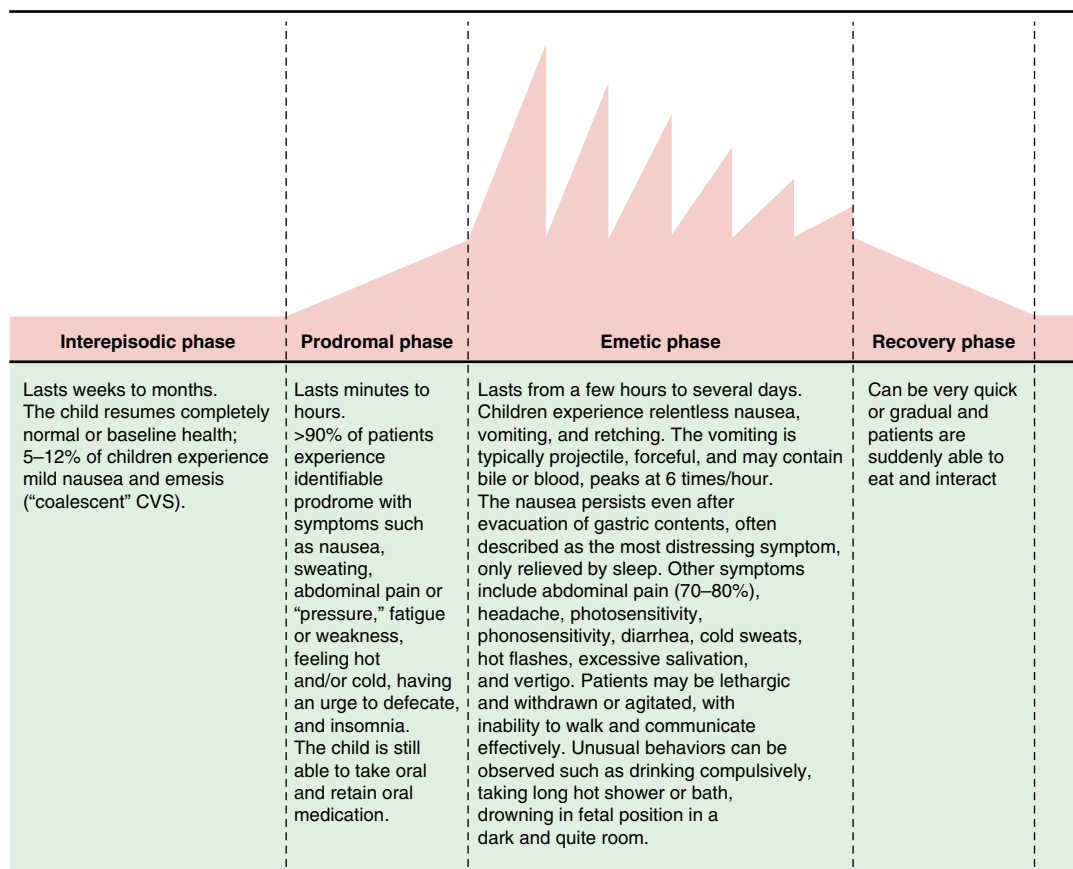 Interepisodic phase
Prodromal phase
Emetic phase
Recovery phase
Lasts weeks to months.
The child resumes completely
normal or baseline health;
5–12% of children experience
mild nausea and emesis
(“coalescent” CVS).
Lasts minutes to
hours.
>90% of patients
experience
identifiable
prodrome with
symptoms such
as nausea,
sweating,
abdominal pain or
“pressure,” fatigue
or weakness,
feeling hot
and/or cold, having
an urge to defecate,
and insomnia.
The child is still
able to take oral
and retain oral
medication.
Lasts from a few hours to several days.
Children experience relentless nausea,
vomiting, and retching. The vomiting is
typically projectile, forceful, and may contain
bile or blood, peaks at 6 times/hour.
The nausea persists even after
evacuation of gastric contents, often
described as the most distressing symptom,
only relieved by sleep. Other symptoms
include abdominal pain (70–80%),
headache, photosensitivity,
phonosensitivity, diarrhea, cold sweats,
hot flashes, excessive salivation,
and vertigo. Patients may be lethargic
and withdrawn or agitated, with
inability to walk and communicate
effectively. Unusual behaviors can be
observed such as drinking compulsively,
taking long hot shower or bath,
drowning in fetal position in a
dark and quite room.
Can be very quick
or gradual and
patients are
suddenly able to
eat and interact